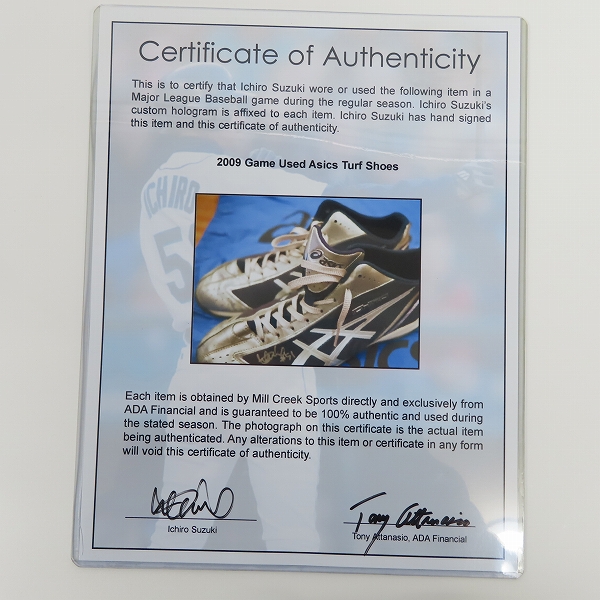 Certificate of Authenticity
This is to certify that Ichiro Suzuki wore or used the following item in a
Major League Baseball game during the regular season. Ichiro Suzuki's
custom hologram is affixed to each item. Ichiro Suzuki has hand signed
this item and this certificate of authenticity.
2009 Game Used Asics Turf Shoes
ICHIRO
5
Each item is obtained by Mill Creek Sports directly and exclusively from
ADA Financial and is guaranteed to be 100% authentic and used during
the stated season. The photograph on this certificate is the actual item
being authenticated. Any alterations to this item or certificate in any form
will void this certificate of authenticity.
Tony Attanasio
Ichiro Suzuki
Tony Attanasio, ADA Financial